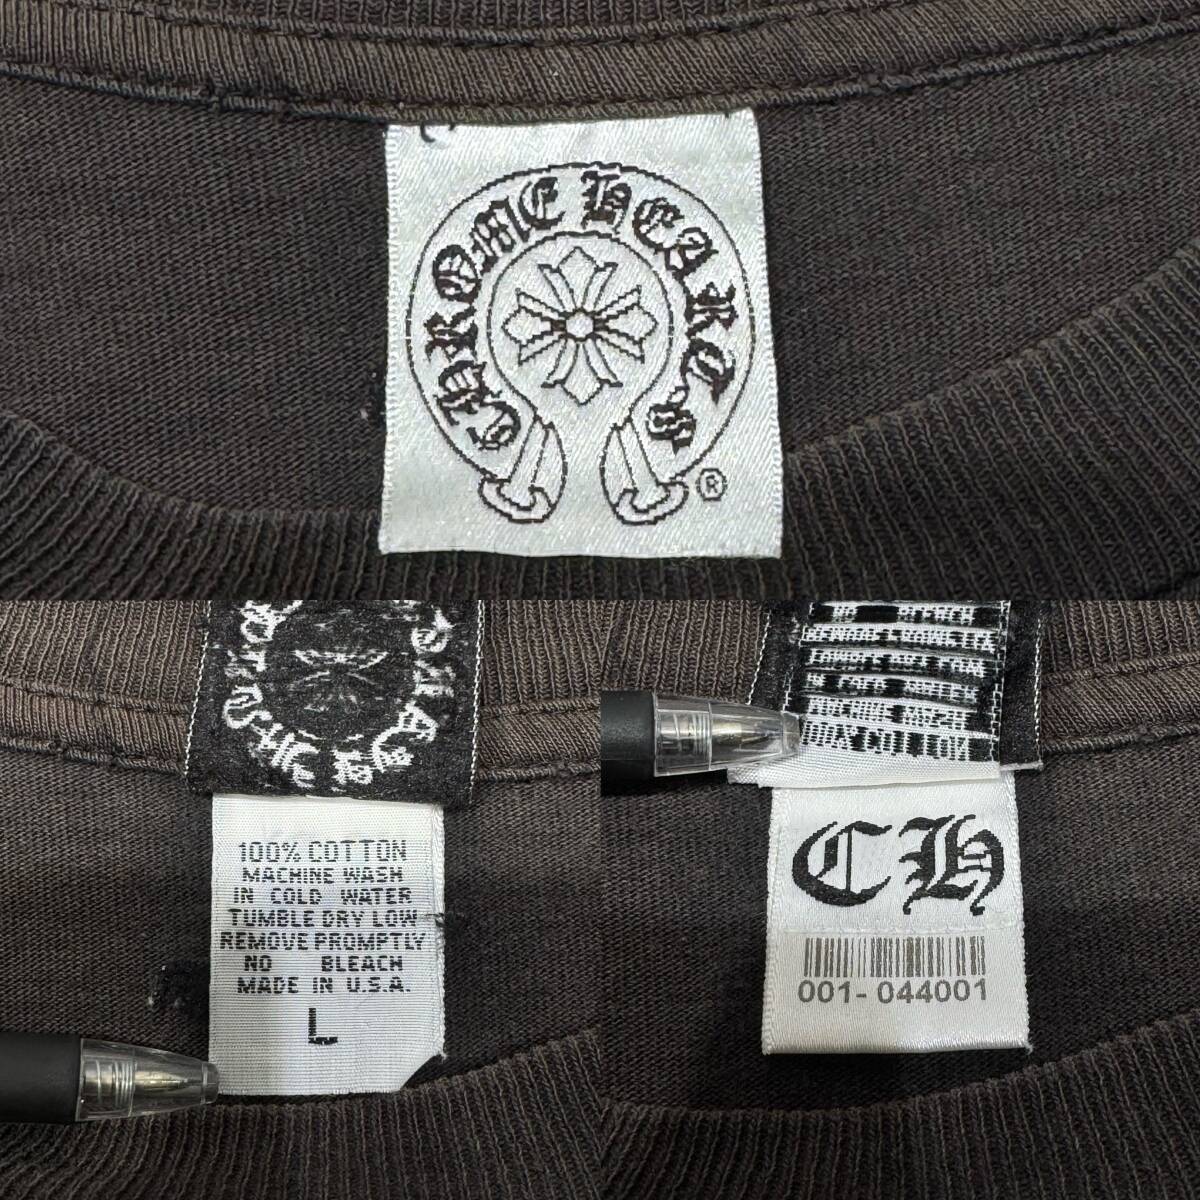 CHROME HEARTS
®
100% COTTON
MACHINE WASH
IN COLD WATER
TUMBLE DRY LOW
REMOVE PROMPTLY
NO BLEACH
MADE IN U.S.A.
L
CH
001-044001